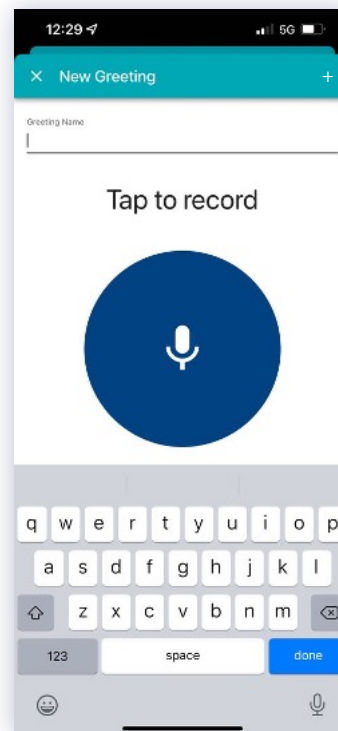 12:29
5G
New Greeting
Greeting Name
Tap to record
q w e r t y u i o p
a s d f g h j k l
z x c v b n m
123 space done